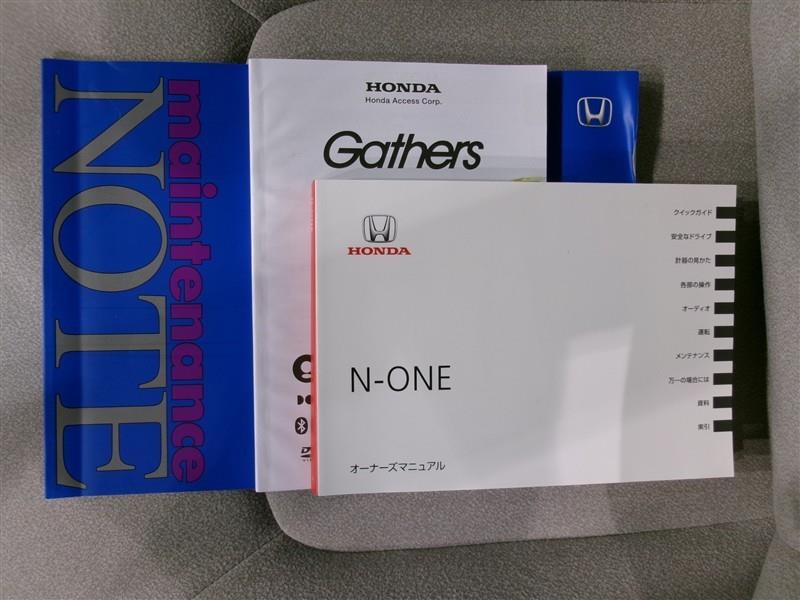 maintenance
NOTE
HONDA
Honda Access Corp.
Gathers
HONDA
N-ONE
オーナーズマニュアル
クイックガイド
安全なドライブ
計器の見かた
各部の操作
オーディオ
運転
メンテナンス
万一の場合には
資料
索引